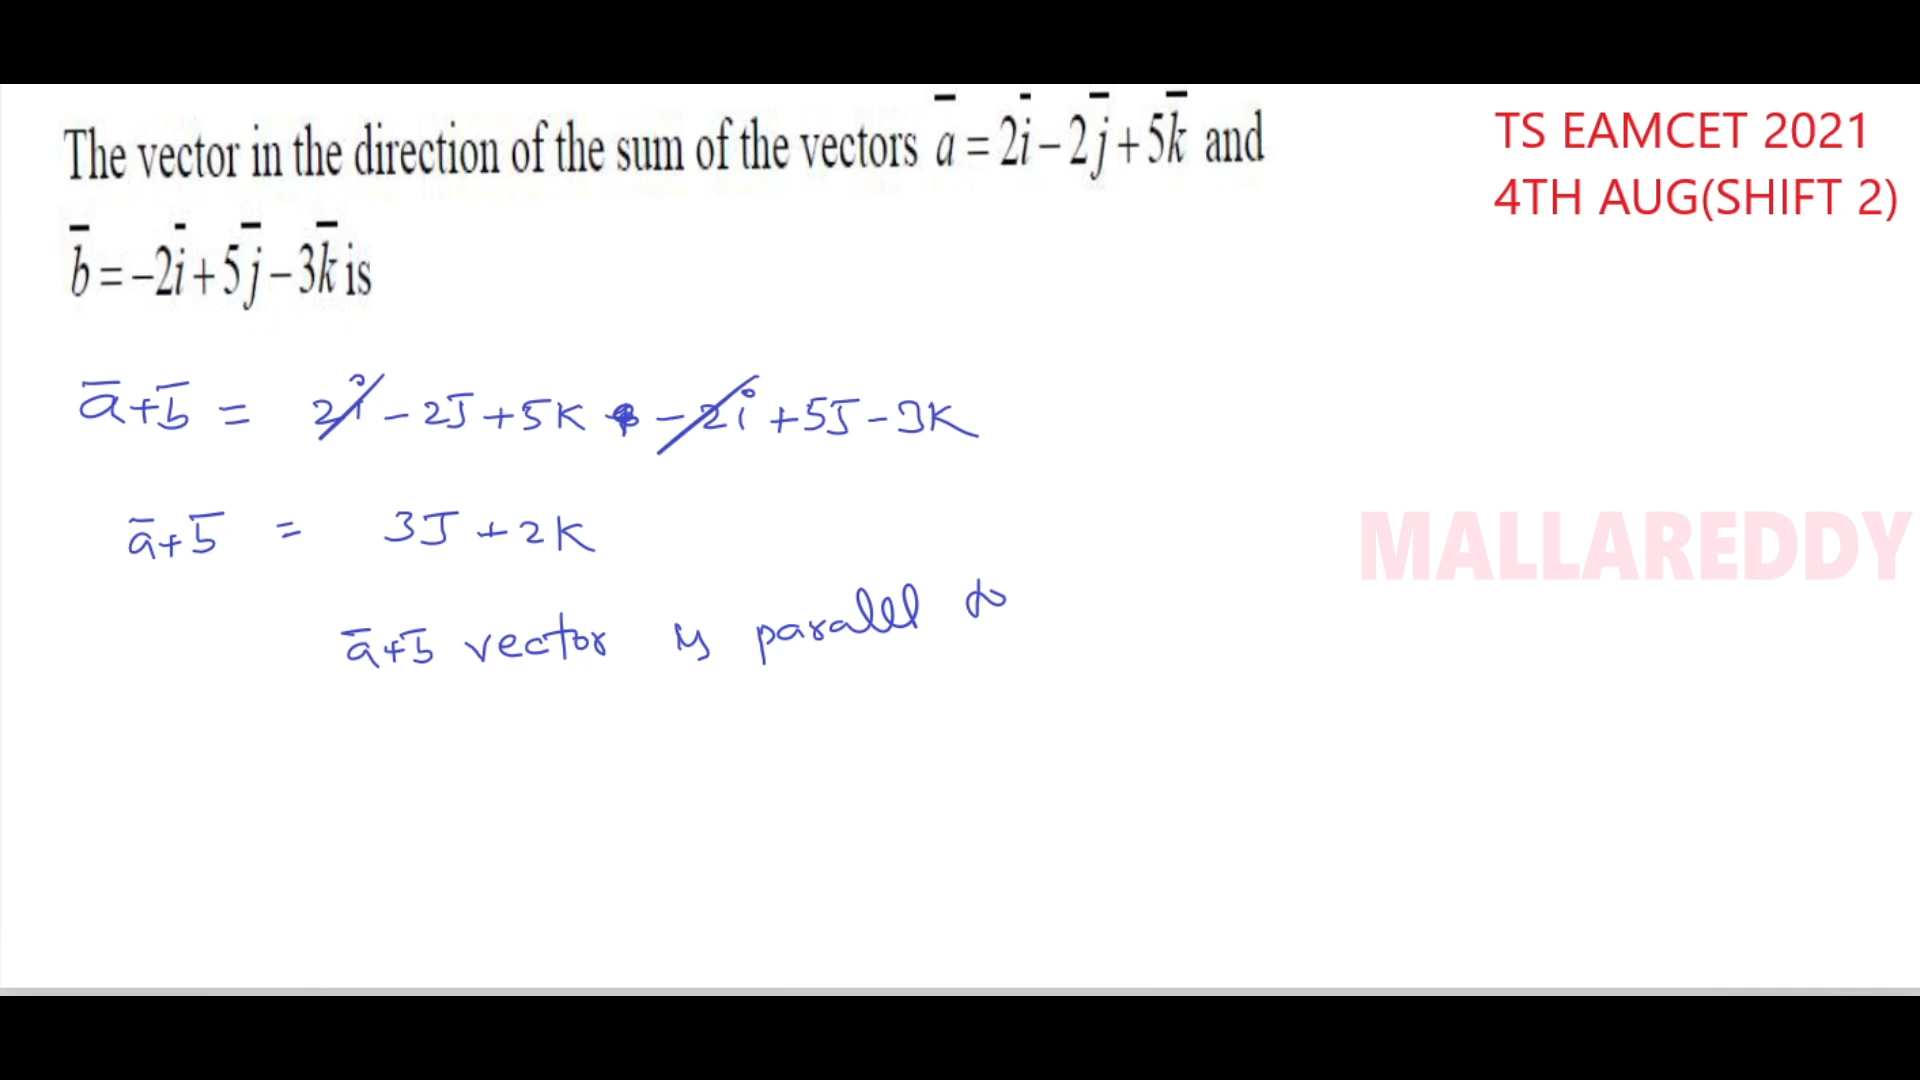 The vector in the direction of the sum of the vectors a̅ = 2i̅ – 2j̅ + 5k̅ and
b̅ = –2i̅ + 5j̅ – 3k̅ is
TS EAMCET 2021
4TH AUG(SHIFT 2)
a̅+b̅ = 2i - 2J + 5K - 2i + 5J - 3K
a̅+b̅ = 3J + 2K
MALLAREDDY
a̅+b̅ vector is parallel to